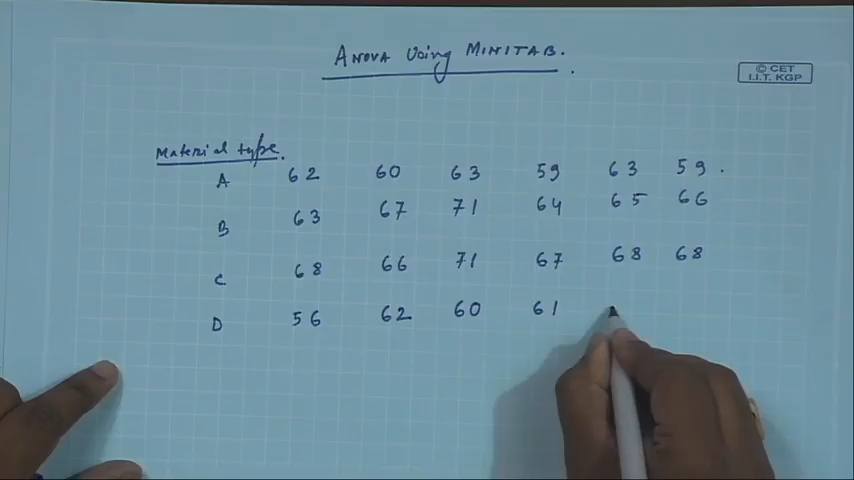 ANOVA Using MINITAB.
© CET
I.I.T. KGP
Material type.
A 62 60 63 59 63 59.
B 63 67 71 64 65 66
C 68 66 71 67 68 68
D 56 62 60 61